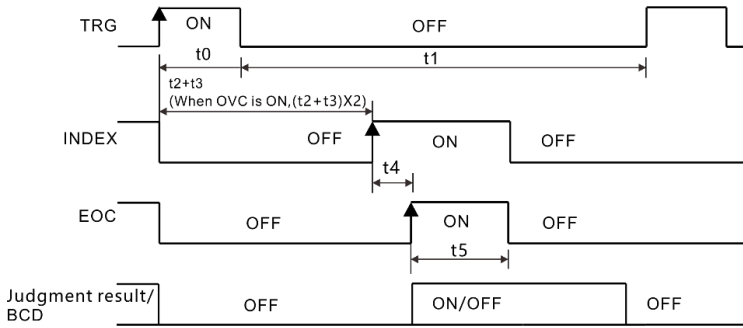 TRG
ON
OFF
t0
t1
t2+t3
(When OVC is ON,(t2+t3)X2)
INDEX
OFF
ON
OFF
t4
EOC
OFF
ON
OFF
t5
Judgment result/
BCD
OFF
ON/OFF
OFF